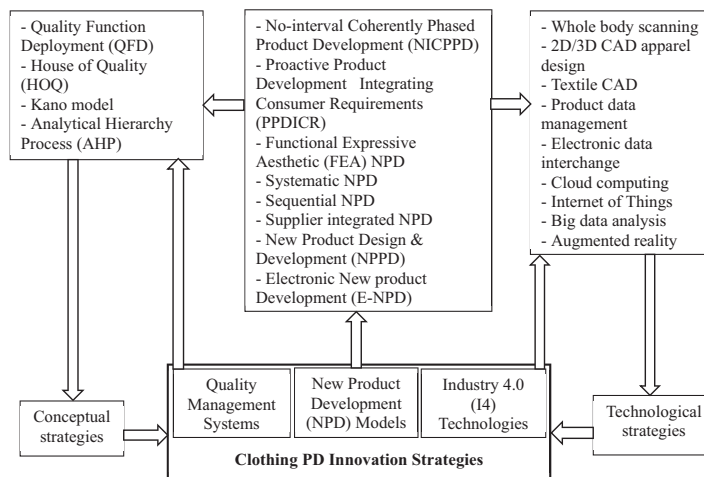 - Quality Function
Deployment (QFD)
- House of Quality
(HOQ)
- Kano model
- Analytical Hierarchy
Process (AHP)
- No-interval Coherently Phased
Product Development (NICPPD)
- Proactive Product
Development Integrating
Consumer Requirements
(PPDICR)
- Functional Expressive
Aesthetic (FEA) NPD
- Systematic NPD
- Sequential NPD
- Supplier integrated NPD
- New Product Design &
Development (NPPD)
- Electronic New product
Development (E-NPD)
- Whole body scanning
- 2D/3D CAD apparel
design
- Textile CAD
- Product data
management
- Electronic data
interchange
- Cloud computing
- Internet of Things
- Big data analysis
- Augmented reality
Conceptual
strategies
Quality
Management
Systems
New Product
Development
(NPD) Models
Industry 4.0
(I4)
Technologies
Technological
strategies
Clothing PD Innovation Strategies